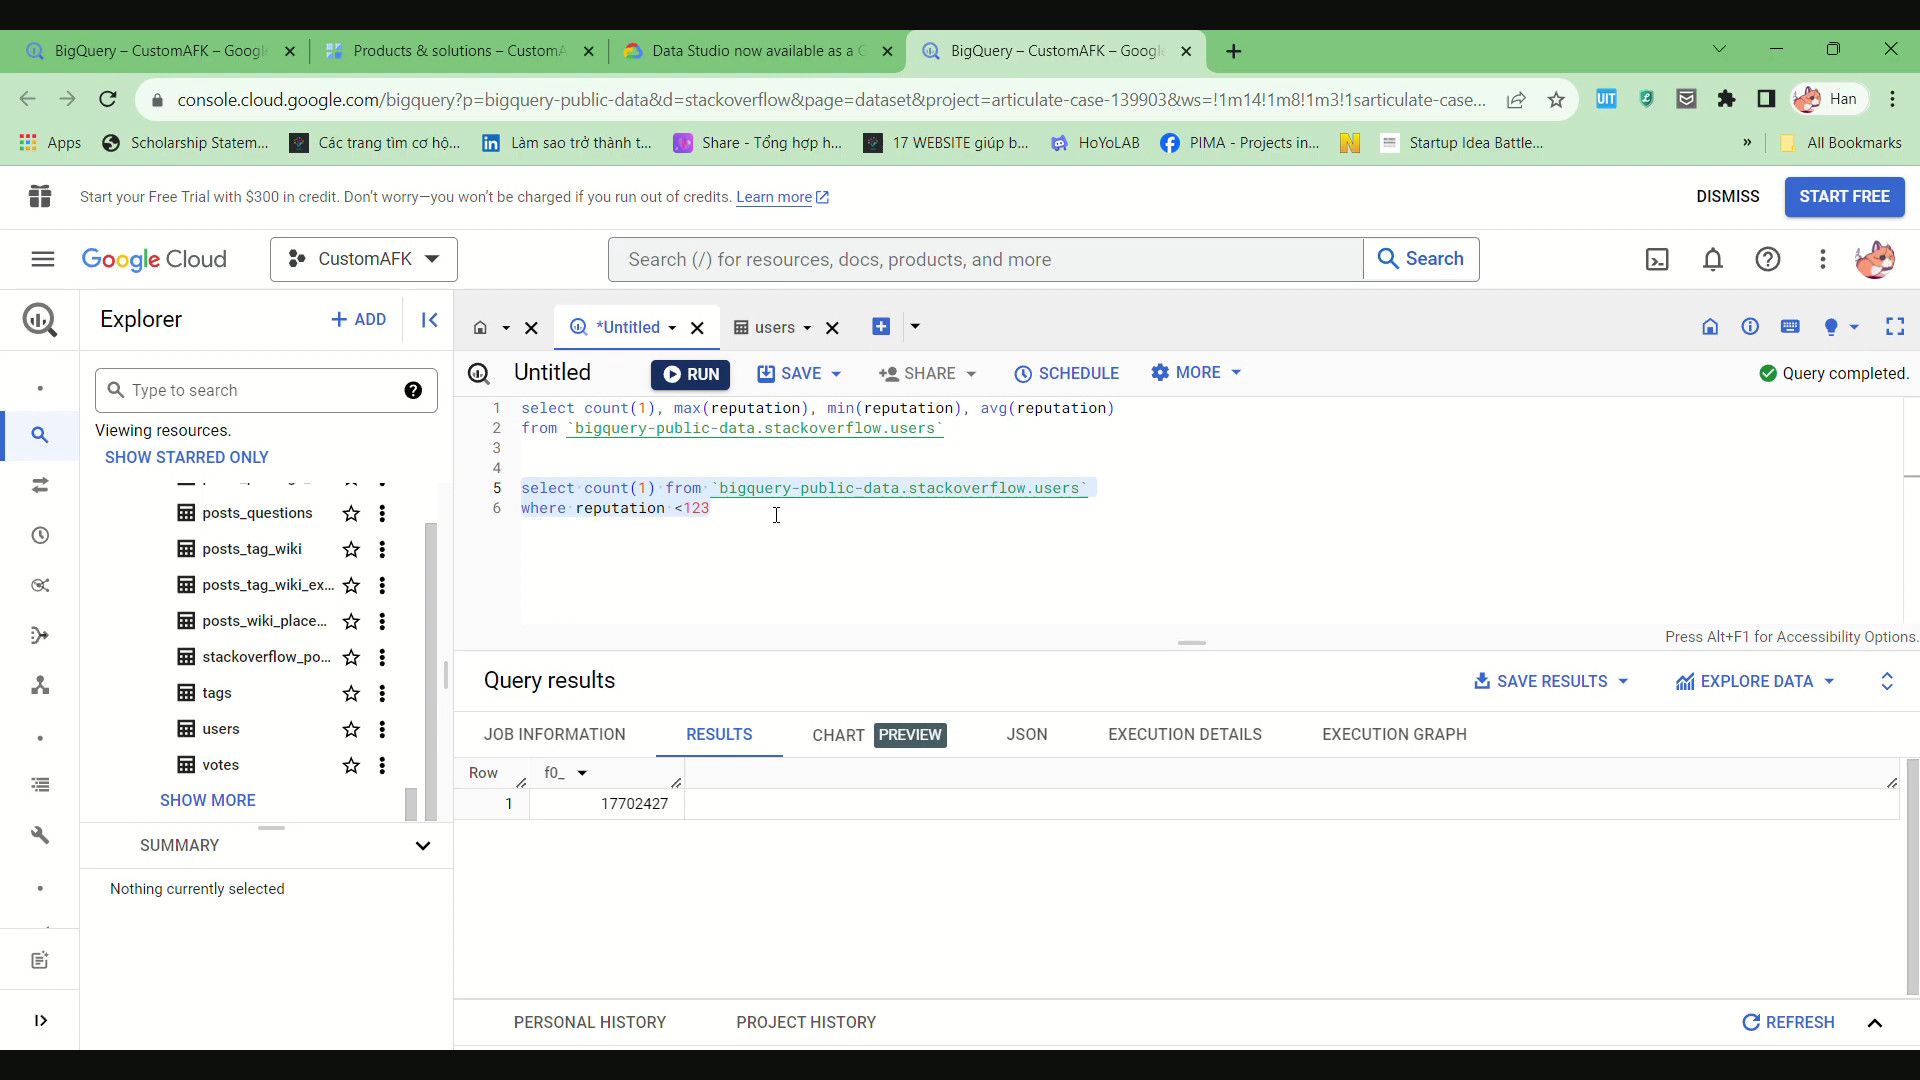 BigQuery – CustomAFK – Googl
Products & solutions – CustomA
Data Studio now available as a G
BigQuery – CustomAFK – Google
console.cloud.google.com/bigquery?p=bigquery-public-data&d=stackoverflow&page=dataset&project=articulate-case-139903&ws=!1m14!1m8!1m3!1sarticulate-case...
UIT
Han
Apps
Scholarship Statem...
Các trang tìm cơ hộ...
Làm sao trở thành t...
Share - Tổng hợp h...
17 WEBSITE giúp b...
HoYoLAB
PIMA - Projects in...
Startup Idea Battle...
»
All Bookmarks
Start your Free Trial with $300 in credit. Don't worry—you won't be charged if you run out of credits. Learn more
DISMISS
START FREE
Google Cloud
CustomAFK
Search (/) for resources, docs, products, and more
Search
Explorer
+ ADD
*Untitled
users
Type to search
Viewing resources.
SHOW STARRED ONLY
posts_questions
posts_tag_wiki
posts_tag_wiki_ex...
posts_wiki_place...
stackoverflow_po...
tags
users
votes
SHOW MORE
SUMMARY
Nothing currently selected
Untitled
RUN
SAVE
SHARE
SCHEDULE
MORE
Query completed.
1 select count(1), max(reputation), min(reputation), avg(reputation)
2 from `bigquery-public-data.stackoverflow.users`
3
4
5 select count(1) from `bigquery-public-data.stackoverflow.users`
6 where reputation <123
Press Alt+F1 for Accessibility Options.
Query results
SAVE RESULTS
EXPLORE DATA
JOB INFORMATION
RESULTS
CHART PREVIEW
JSON
EXECUTION DETAILS
EXECUTION GRAPH
Row f0_
1 17702427
PERSONAL HISTORY
PROJECT HISTORY
REFRESH